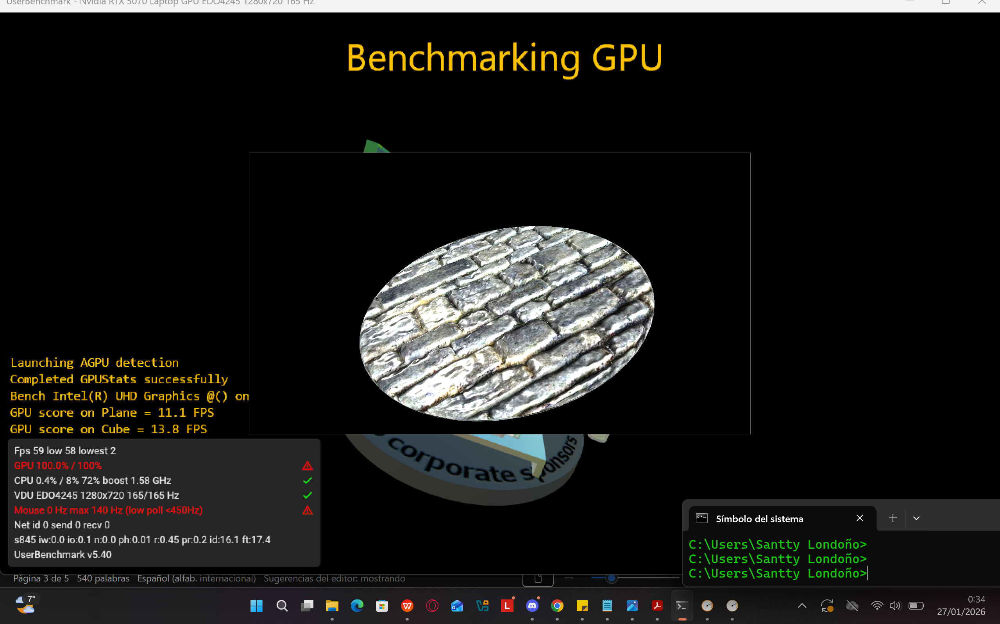 UserBenchmark - Nvidia RTX 5070 Laptop GPU EDO4245 1280x720 165 Hz
Benchmarking GPU
Launching AGPU detection
Completed GPUStats successfully
Bench Intel(R) UHD Graphics @() on
GPU score on Plane = 11.1 FPS
GPU score on Cube = 13.8 FPS
corporate sponsors
Fps 59 low 58 lowest 2
GPU 100.0% / 100%
CPU 0.4% / 8% 72% boost 1.58 GHz
VDU EDO4245 1280x720 165/165 Hz
Mouse 0 Hz max 140 Hz (low poll <450Hz)
Net id 0 send 0 recv 0
s845 iw:0.0 io:0.1 n:0.0 ph:0.01 r:0.45 pr:0.2 id:16.1 ft:17.4
UserBenchmark v5.40
Símbolo del sistema
C:\Users\Santty Londoño>
C:\Users\Santty Londoño>
C:\Users\Santty Londoño>
Página 3 de 5 540 palabras Español (alfab. internacional) Sugerencias del editor: mostrando
7°
0:34
27/01/2026